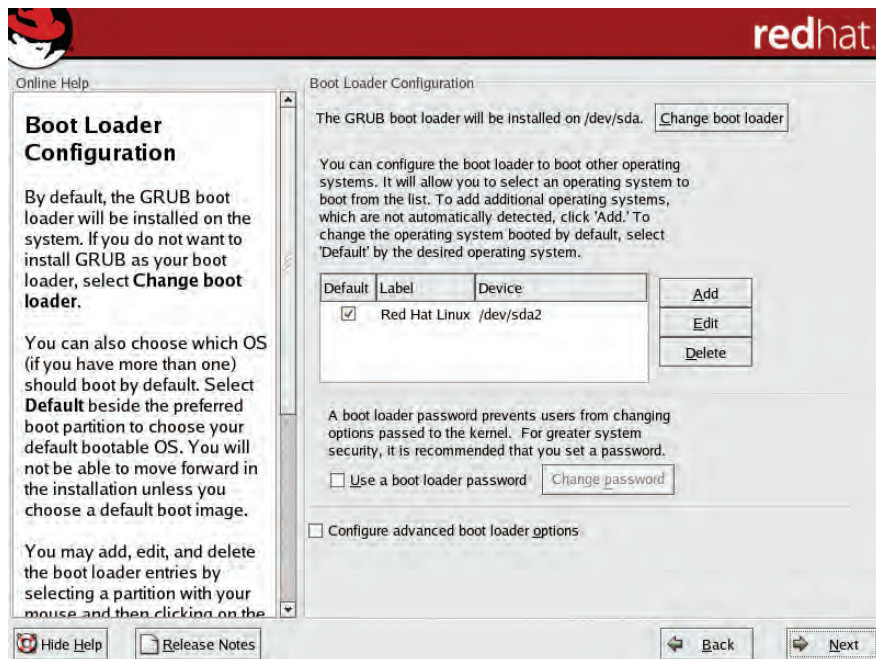 redhat.
Online Help
Boot Loader
Configuration
By default, the GRUB boot
loader will be installed on the
system. If you do not want to
install GRUB as your boot
loader, select Change boot
loader.
You can also choose which OS
(if you have more than one)
should boot by default. Select
Default beside the preferred
boot partition to choose your
default bootable OS. You will
not be able to move forward in
the installation unless you
choose a default boot image.
You may add, edit, and delete
the boot loader entries by
selecting a partition with your
mouse and then clicking on the
Boot Loader Configuration
The GRUB boot loader will be installed on /dev/sda.
Change boot loader
You can configure the boot loader to boot other operating
systems. It will allow you to select an operating system to
boot from the list. To add additional operating systems,
which are not automatically detected, click 'Add.' To
change the operating system booted by default, select
'Default' by the desired operating system.
Default Label Device
Red Hat Linux /dev/sda2
Add
Edit
Delete
A boot loader password prevents users from changing
options passed to the kernel. For greater system
security, it is recommended that you set a password.
Use a boot loader password
Change password
Configure advanced boot loader options
Hide Help
Release Notes
Back
Next